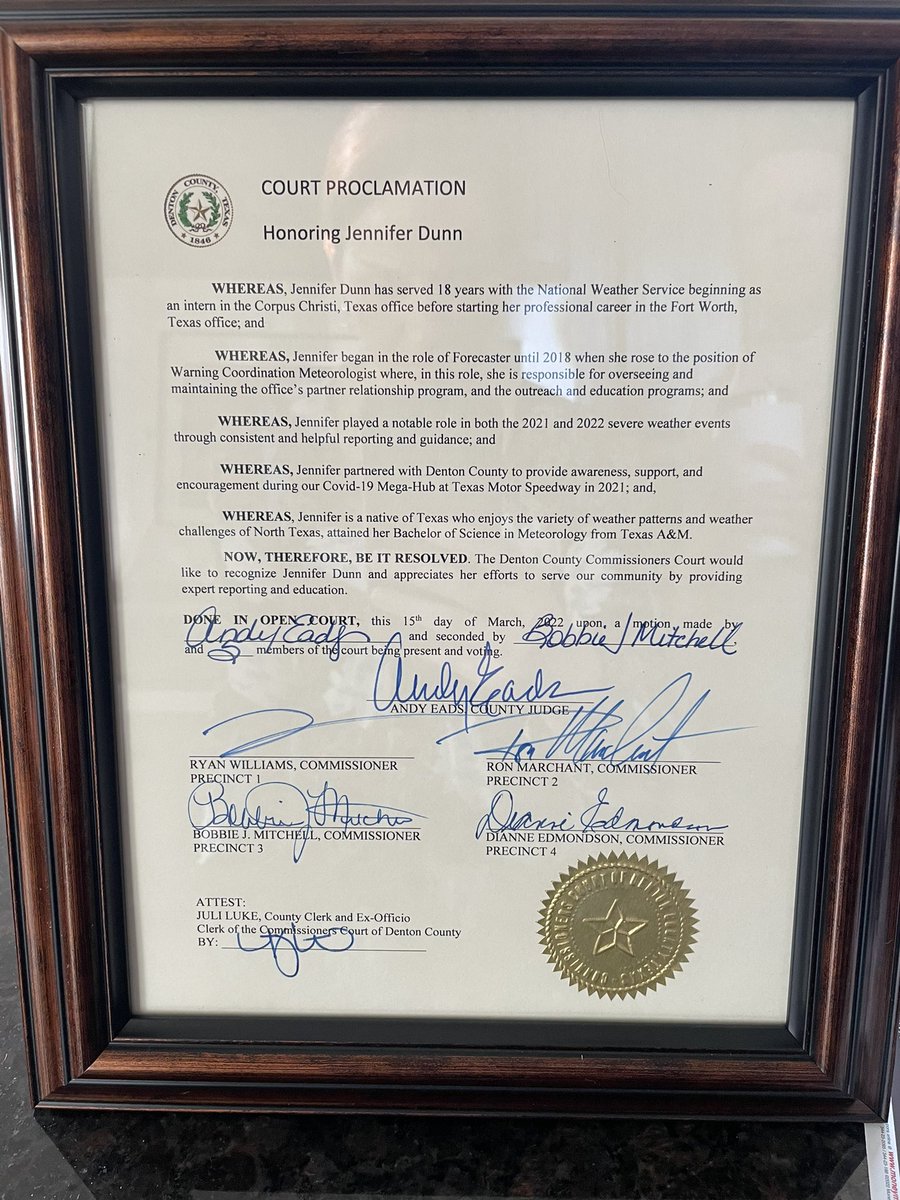 COURT PROCLAMATION
DENTON COUNTY, TEXAS
1846
Honoring Jennifer Dunn
WHEREAS, Jennifer Dunn has served 18 years with the National Weather Service beginning as
an intern in the Corpus Christi, Texas office before starting her professional career in the Fort Worth,
Texas office; and
WHEREAS, Jennifer began in the role of Forecaster until 2018 when she rose to the position of
Warning Coordination Meteorologist where, in this role, she is responsible for overseeing and
maintaining the office's partner relationship program, and the outreach and education programs; and
WHEREAS, Jennifer played a notable role in both the 2021 and 2022 severe weather events
through consistent and helpful reporting and guidance; and
WHEREAS, Jennifer partnered with Denton County to provide awareness, support, and
encouragement during our Covid-19 Mega-Hub at Texas Motor Speedway in 2021; and,
WHEREAS, Jennifer is a native of Texas who enjoys the variety of weather patterns and weather
challenges of North Texas, attained her Bachelor of Science in Meteorology from Texas A&M.
NOW, THEREFORE, BE IT RESOLVED. The Denton County Commissioners Court would
like to recognize Jennifer Dunn and appreciates her efforts to serve our community by providing
expert reporting and education.
DONE IN OPEN COURT, this 15th day of March, 2022 upon, a motion made by
Andy Eads and seconded by Bobbie J Mitchell
and 5 members of the court being present and voting.
Andy Eads
ANDY EADS, COUNTY JUDGE
RYAN WILLIAMS, COMMISSIONER
PRECINCT 1
Ron Marchant
RON MARCHANT, COMMISSIONER
PRECINCT 2
Bobbie J Mitchell
BOBBIE J. MITCHELL, COMMISSIONER
PRECINCT 3
Dianne Edmondson
DIANNE EDMONDSON, COMMISSIONER
PRECINCT 4
ATTEST:
JULI LUKE, County Clerk and Ex-Officio
Clerk of the Commissioners Court of Denton County
BY: